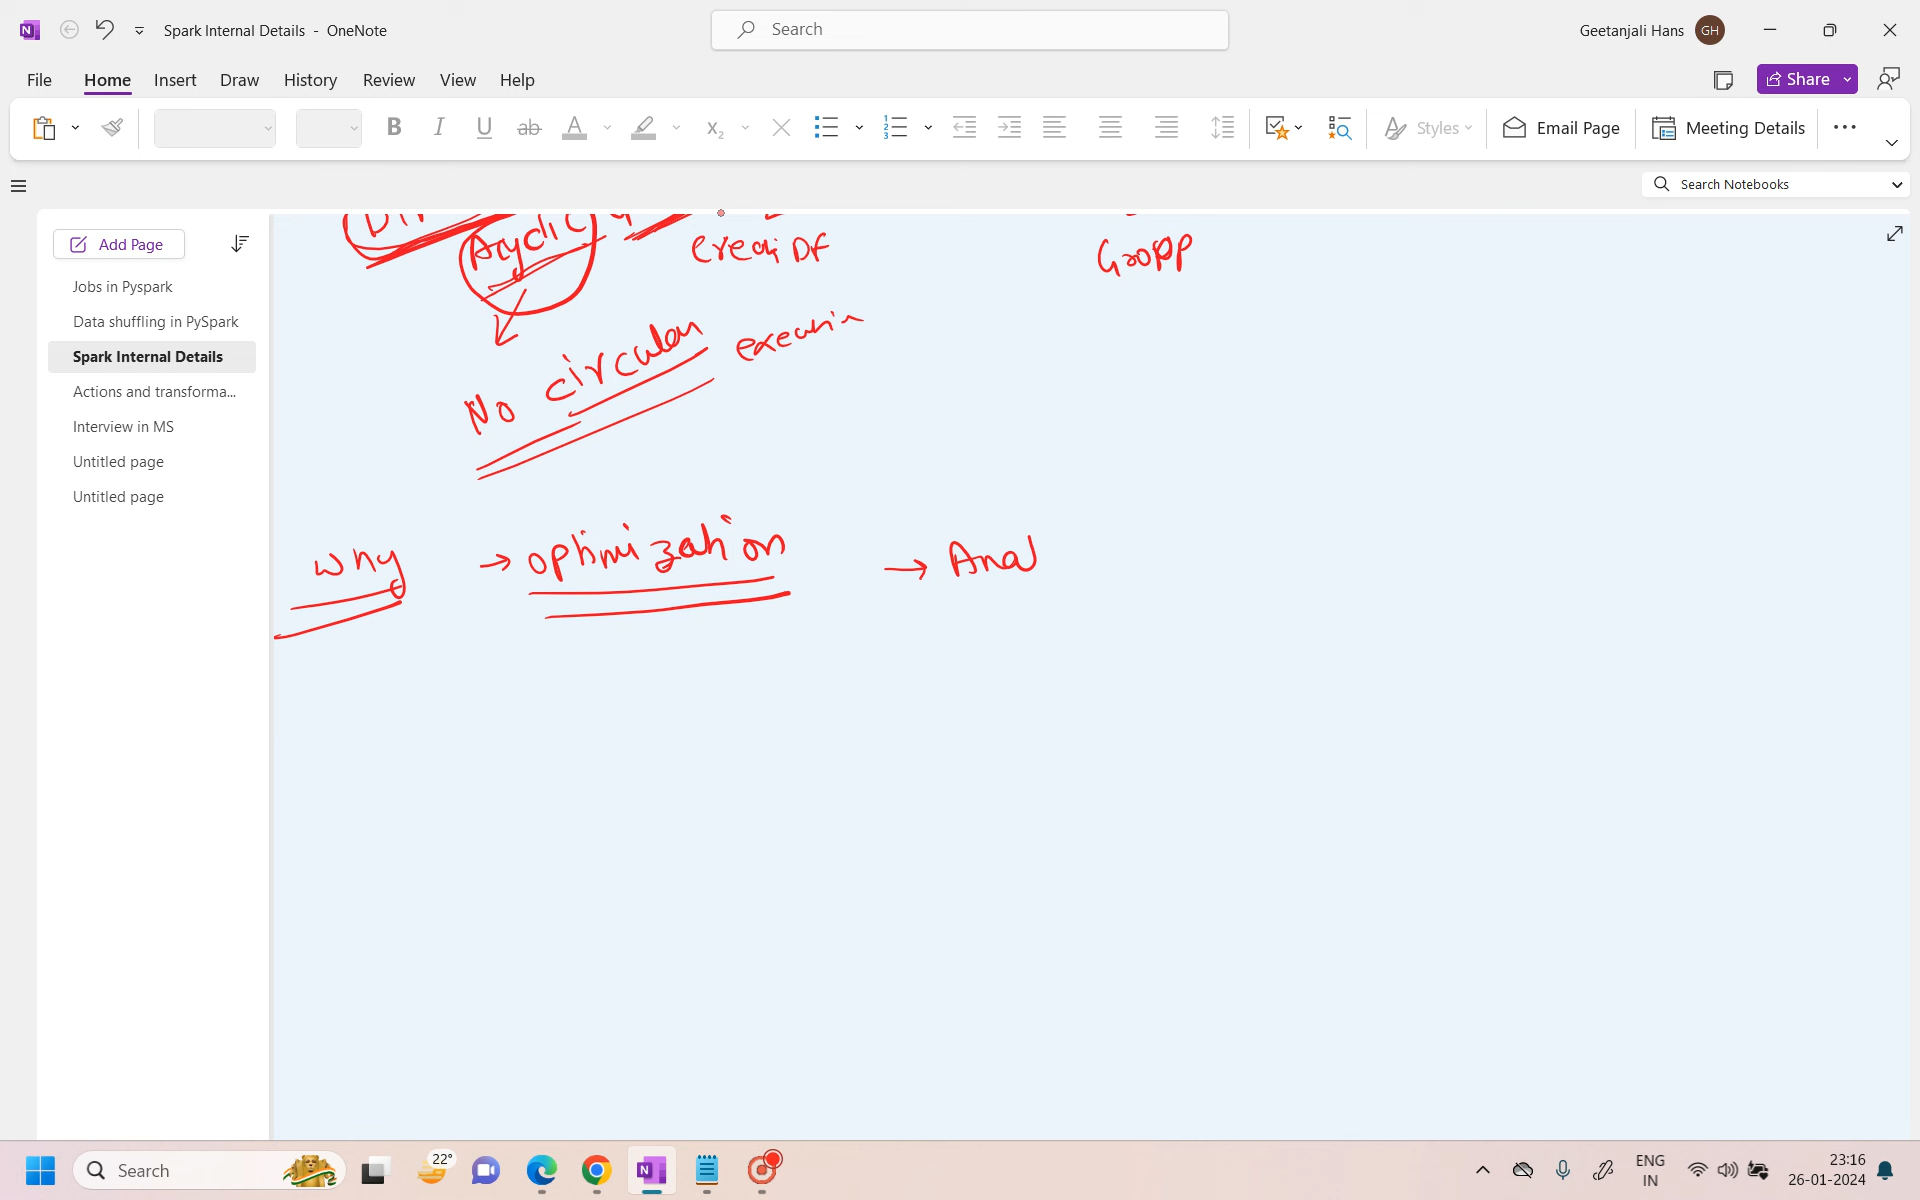 Spark Internal Details - OneNote
Search
Geetanjali Hans
GH
File Home Insert Draw History Review View Help
Share
B I U ab A x₂
Styles
Email Page
Meeting Details
Search Notebooks
Add Page
Jobs in Pyspark
Data shuffling in PySpark
Spark Internal Details
Actions and transforma...
Interview in MS
Untitled page
Untitled page
Acyclic
DF
No circular
why → optimization → Anal
Search
22°
ENG
IN
23:16
26-01-2024